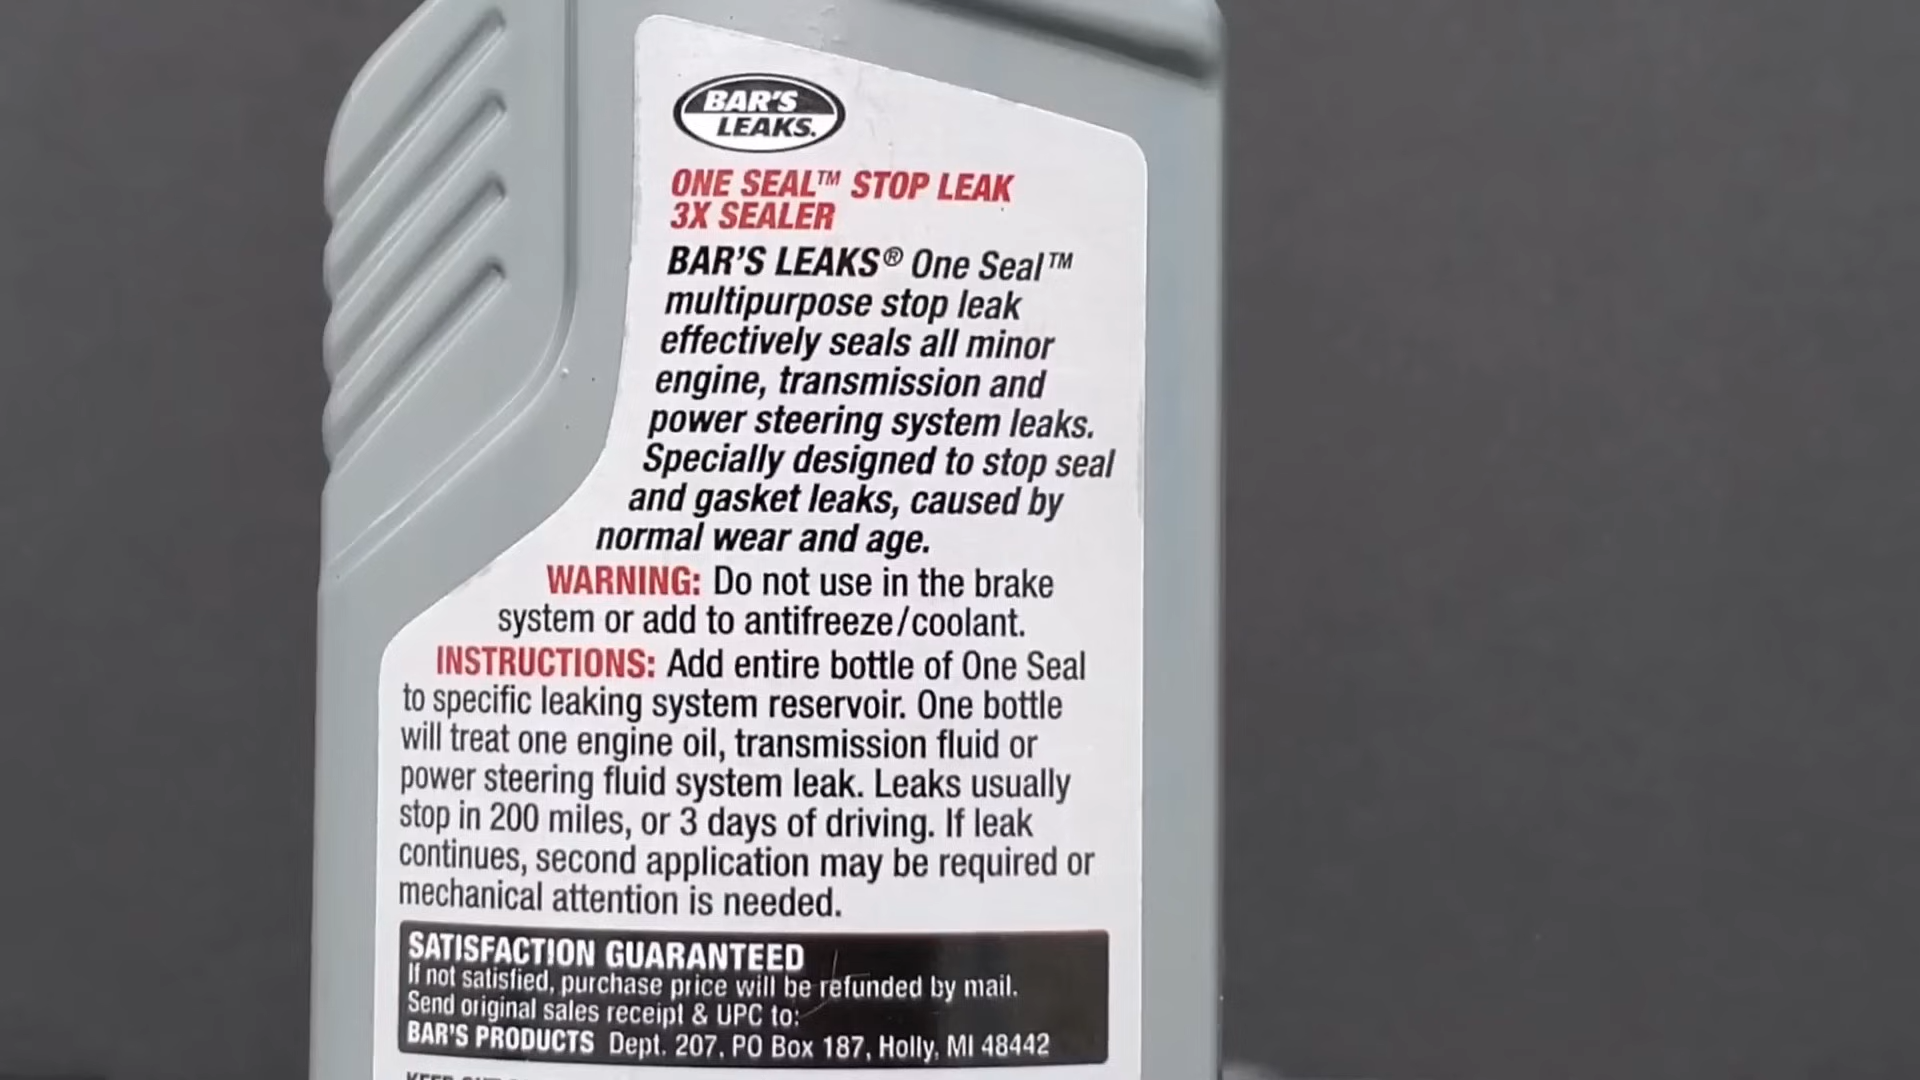 BAR'S
LEAKS.
ONE SEAL™ STOP LEAK
3X SEALER
BAR'S LEAKS® One Seal™
multipurpose stop leak
effectively seals all minor
engine, transmission and
power steering system leaks.
Specially designed to stop seal
and gasket leaks, caused by
normal wear and age.
WARNING: Do not use in the brake
system or add to antifreeze/coolant.
INSTRUCTIONS: Add entire bottle of One Seal
to specific leaking system reservoir. One bottle
will treat one engine oil, transmission fluid or
power steering fluid system leak. Leaks usually
stop in 200 miles, or 3 days of driving. If leak
continues, second application may be required or
mechanical attention is needed.
SATISFACTION GUARANTEED
If not satisfied, purchase price will be refunded by mail.
Send original sales receipt & UPC to:
BAR'S PRODUCTS Dept. 207, PO Box 187, Holly, MI 48442